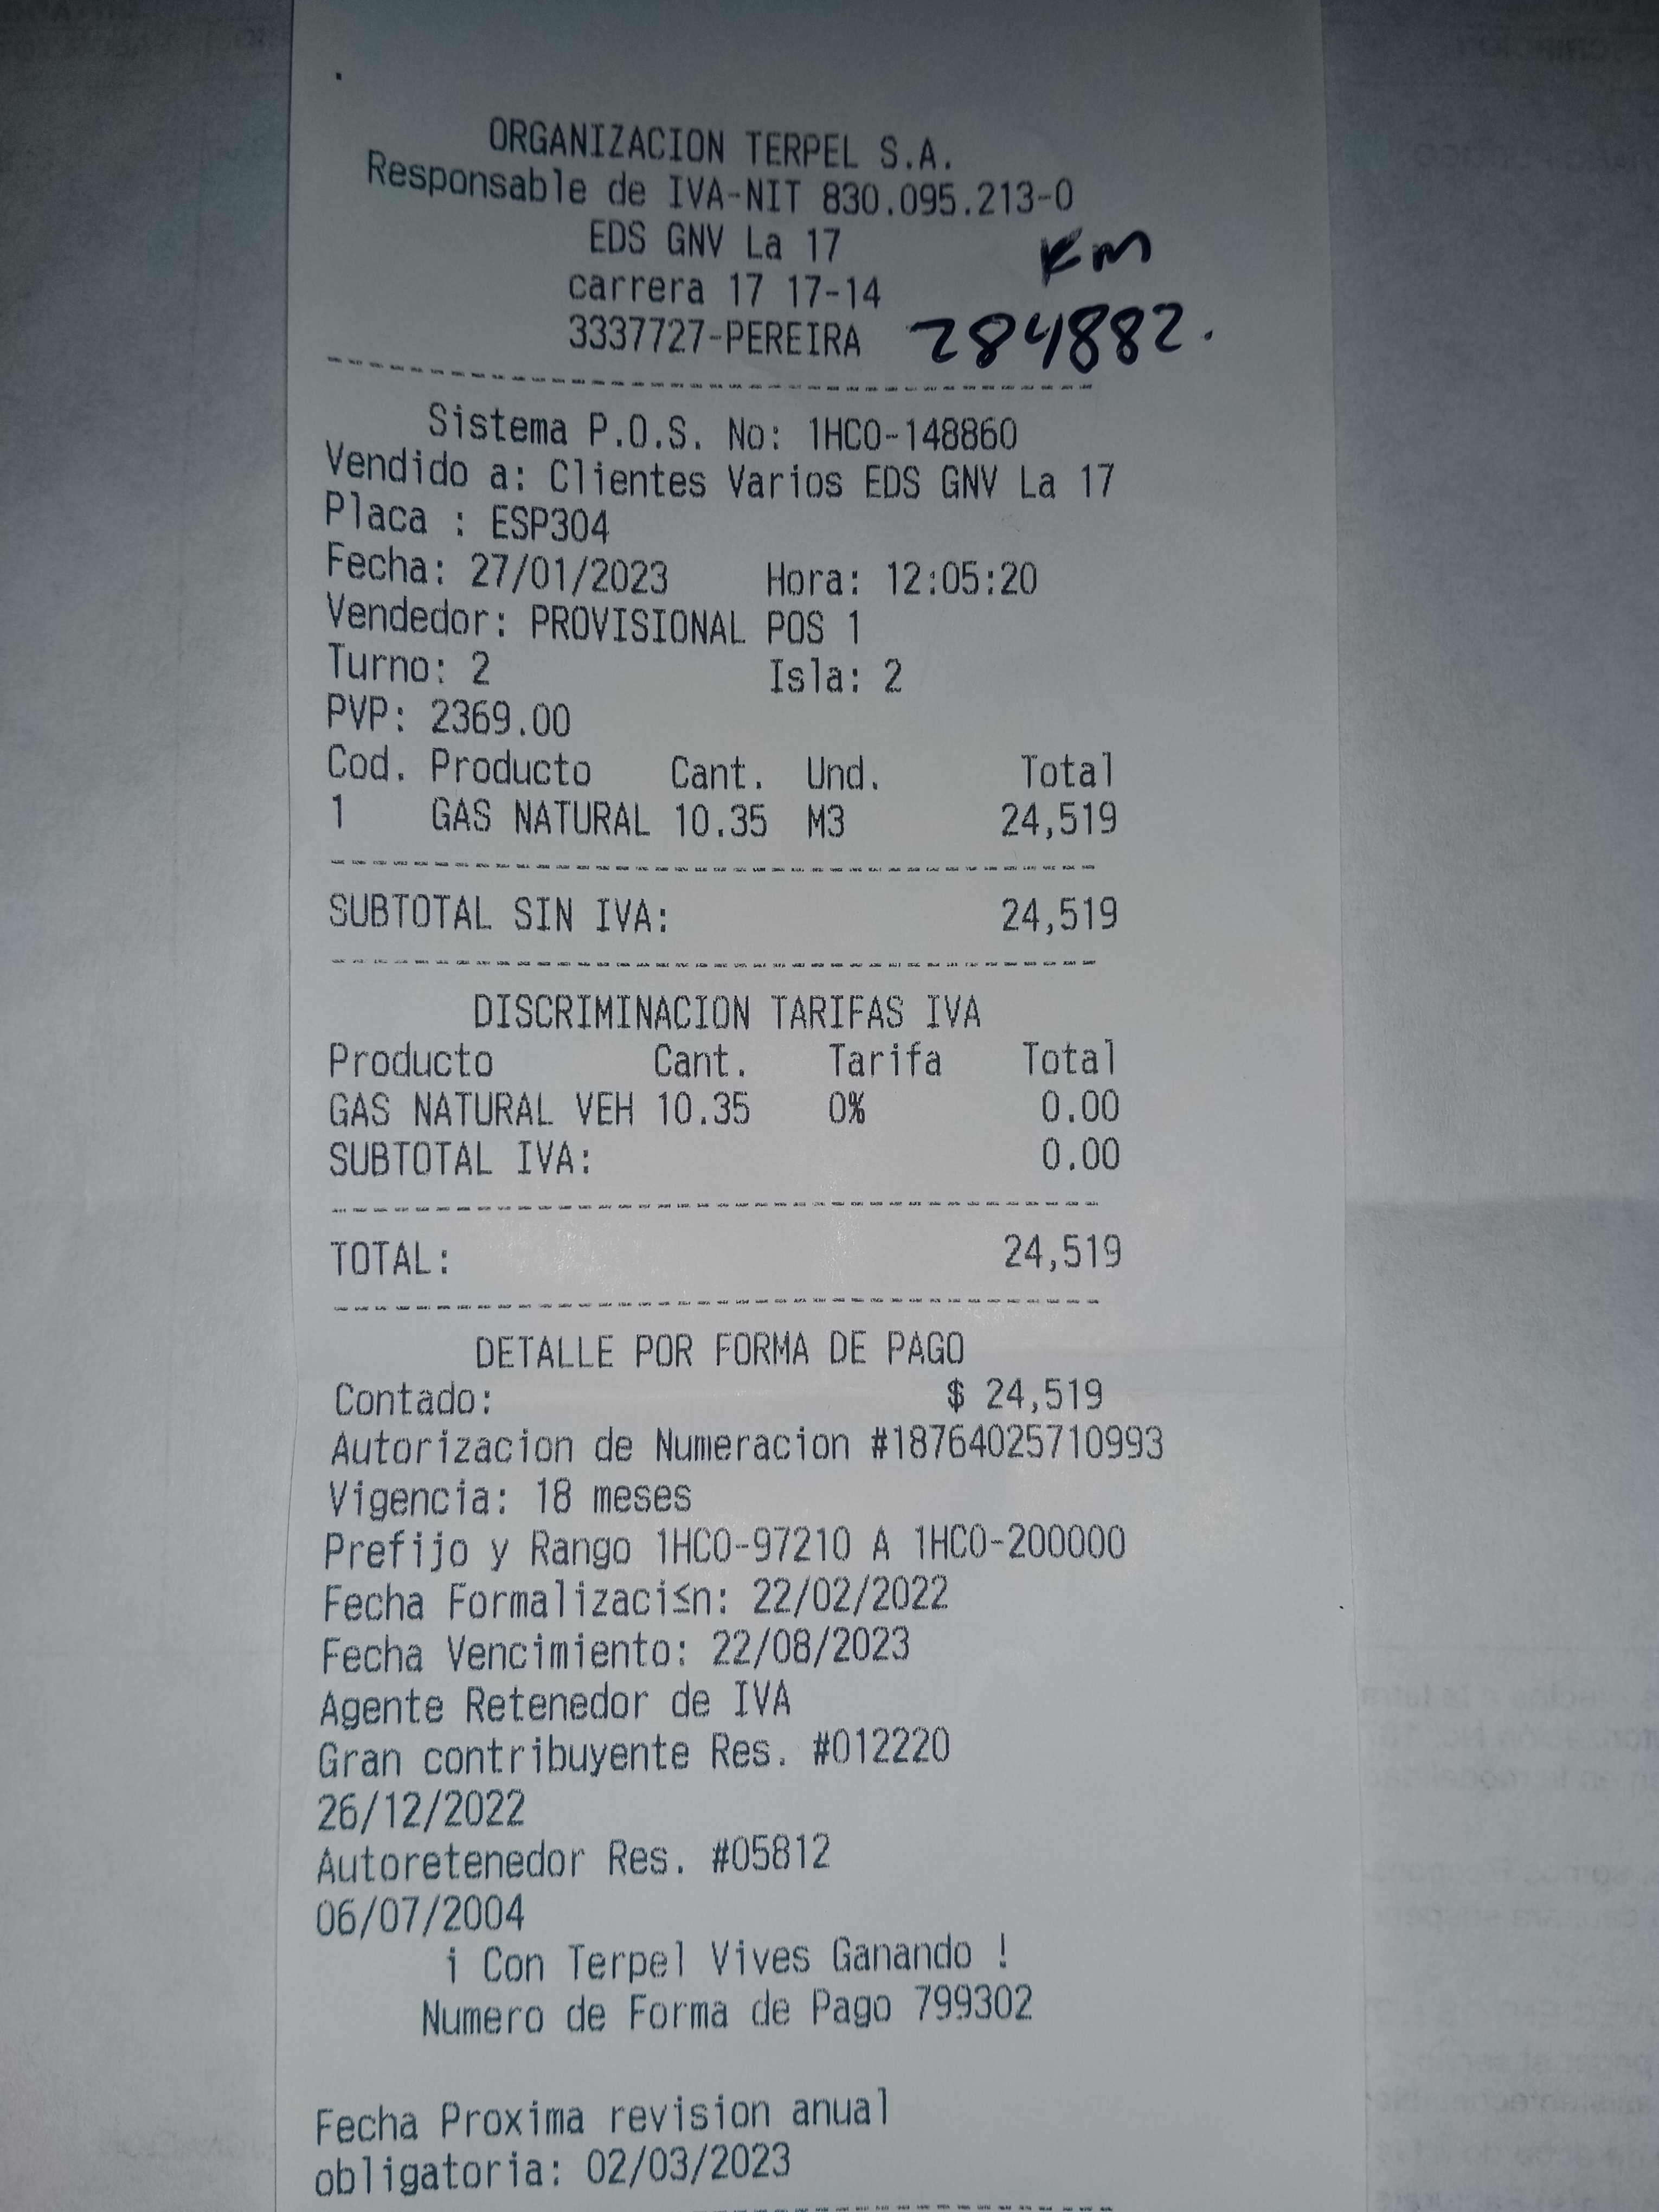 ORGANIZACION TERPEL S.A.
Responsable de IVA-NIT 830.095.213-0
EDS GNV La 17
KM
carrera 17 17-14
3337727-PEREIRA 284882.
Sistema P.O.S. No: 1HCO-148860
Vendido a: Clientes Varios EDS GNV La 17
Placa : ESP304
Fecha: 27/01/2023 Hora: 12:05:20
Vendedor: PROVISIONAL POS 1
Turno: 2 Isla: 2
PVP: 2369.00
Cod. Producto Cant. Und. Total
1 GAS NATURAL 10.35 M3 24,519
SUBTOTAL SIN IVA: 24,519
DISCRIMINACION TARIFAS IVA
Producto Cant. Tarifa Total
GAS NATURAL VEH 10.35 0% 0.00
SUBTOTAL IVA: 0.00
TOTAL: 24,519
DETALLE POR FORMA DE PAGO
Contado: $ 24,519
Autorizacion de Numeracion #18764025710993
Vigencia: 18 meses
Prefijo y Rango 1HCO-97210 A 1HCO-200000
Fecha Formalizaci≤n: 22/02/2022
Fecha Vencimiento: 22/08/2023
Agente Retenedor de IVA
Gran contribuyente Res. #012220
26/12/2022
Autoretenedor Res. #05812
06/07/2004
¡ Con Terpel Vives Ganando !
Numero de Forma de Pago 799302
Fecha Proxima revision anual
obligatoria: 02/03/2023